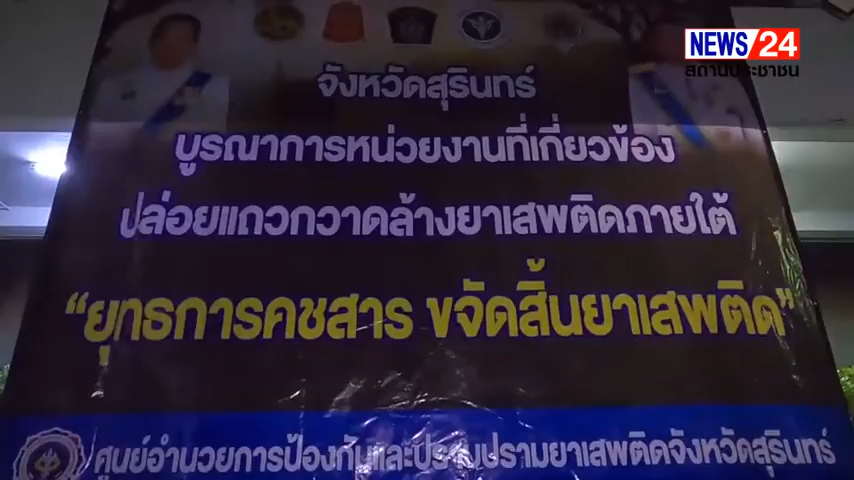 NEWS/24
สถานีประชาชน
จังหวัดสุรินทร์
บูรณาการหน่วยงานที่เกี่ยวข้อง
ปล่อยแถวกวาดล้างยาเสพติดภายใต้
“ยุทธการคชสาร ขจัดสิ้นยาเสพติด”
ศูนย์อำนวยการป้องกันและปราบปรามยาเสพติดจังหวัดสุรินทร์